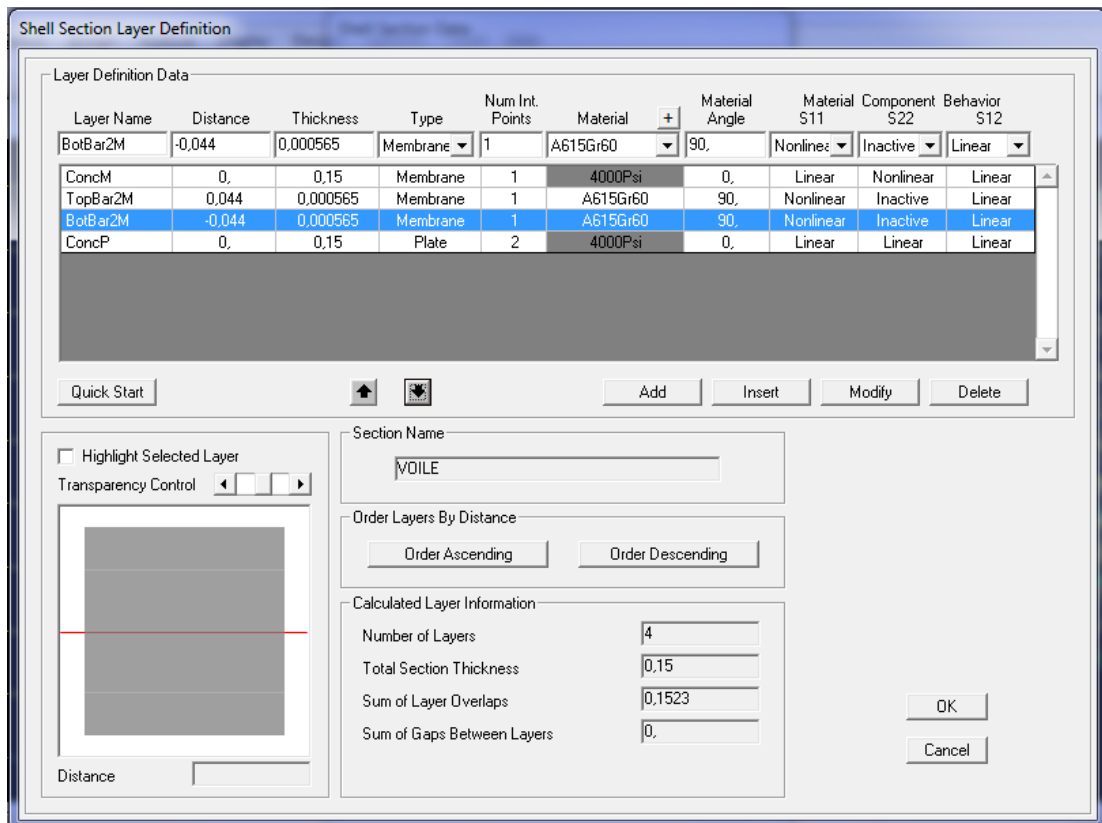 Shell Section Layer Definition
Layer Definition Data
Layer Name Distance Thickness Type Num Int. Points Material + Material Angle Material Component Behavior S11 S22 S12
BotBar2M -0,044 0,000565 Membrane 1 A615Gr60 90, Nonlinea Inactive Linear
ConcM 0, 0,15 Membrane 1 4000Psi 0, Linear Nonlinear Linear
TopBar2M 0,044 0,000565 Membrane 1 A615Gr60 90, Nonlinear Inactive Linear
BotBar2M -0,044 0,000565 Membrane 1 A615Gr60 90, Nonlinear Inactive Linear
ConcP 0, 0,15 Plate 2 4000Psi 0, Linear Linear Linear
Quick Start Add Insert Modify Delete
Highlight Selected Layer
Transparency Control
Distance
Section Name
VOILE
Order Layers By Distance
Order Ascending Order Descending
Calculated Layer Information
Number of Layers 4
Total Section Thickness 0,15
Sum of Layer Overlaps 0,1523
Sum of Gaps Between Layers 0,
OK
Cancel